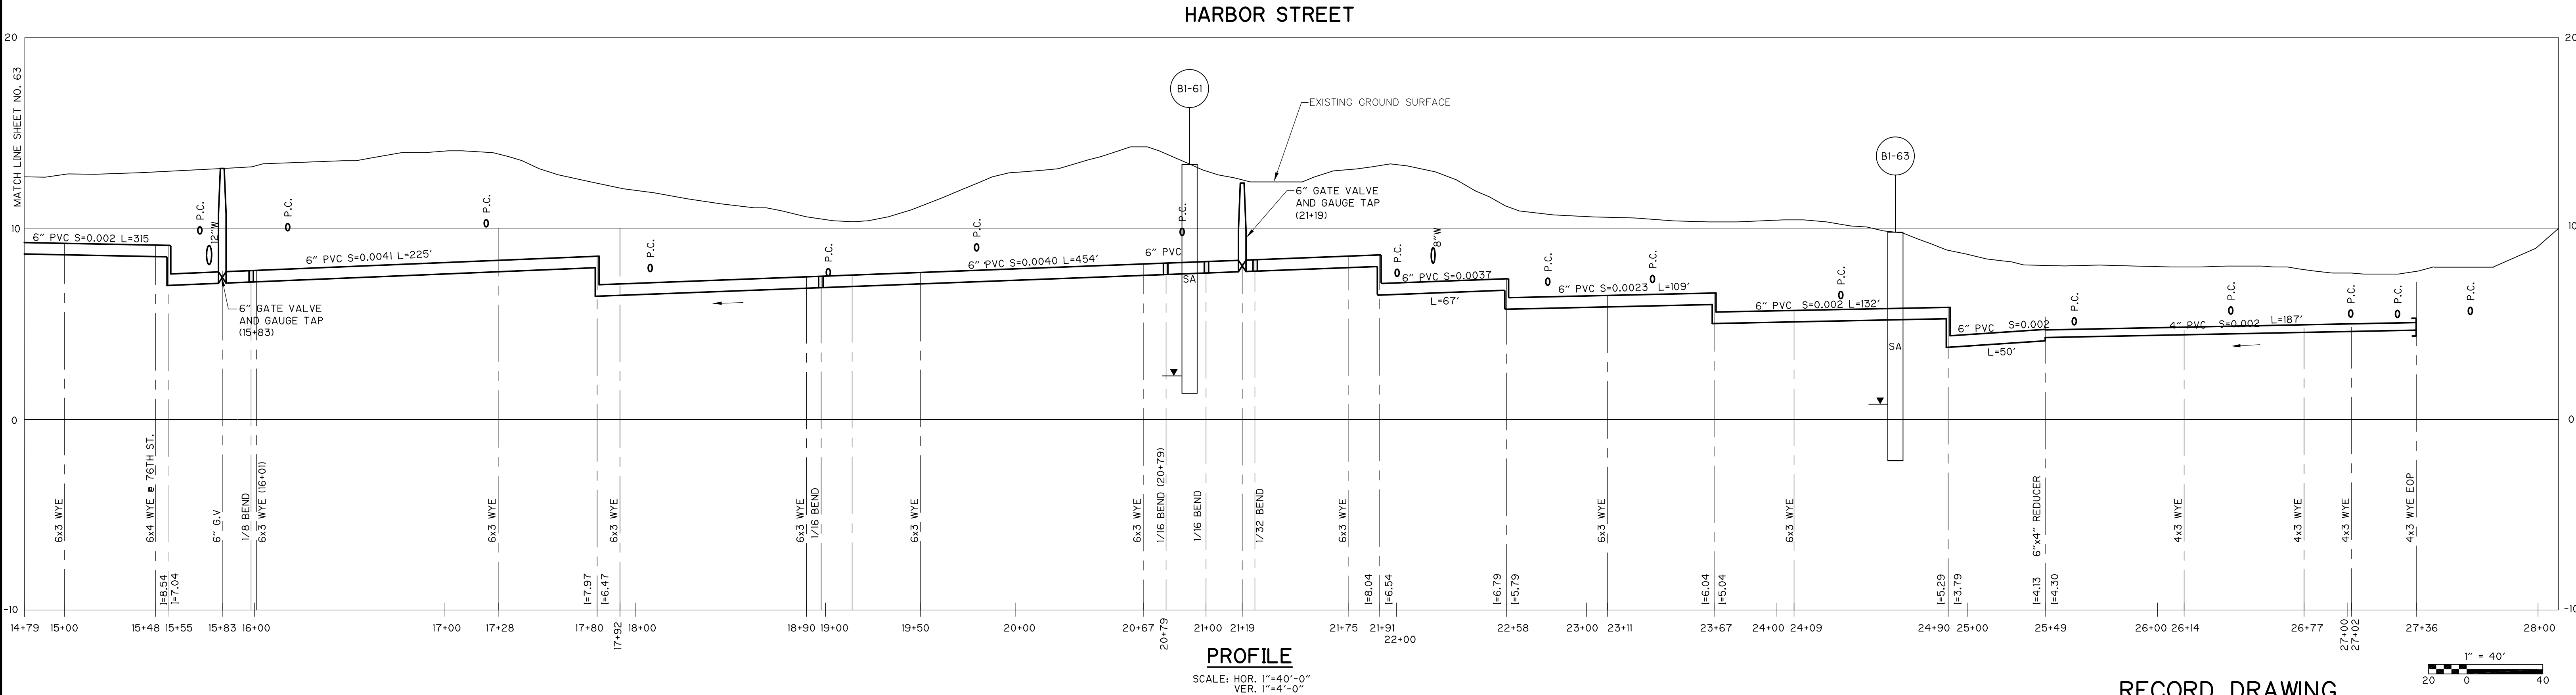 HARBOR STREET
20
20
MATCH LINE SHEET NO. 63
B1-61
EXISTING GROUND SURFACE
B1-63
P.C.
12"W
P.C.
P.C.
P.C.
P.C.
P.C.
P.C.
P.C.
8"W
P.C.
P.C.
P.C.
P.C.
P.C.
P.C.
P.C.
P.C.
6" GATE VALVE
AND GAUGE TAP
(21+19)
10
10
6" PVC S=0.002 L=315
6" PVC S=0.0041 L=225'
6" PVC S=0.0040 L=454'
6" PVC
SA
6" PVC S=0.0037
L=67'
6" PVC S=0.0023 L=109'
6" PVC S=0.002 L=132'
SA
6" PVC S=0.002
L=50'
4" PVC S=0.002 L=187'
6" GATE VALVE
AND GAUGE TAP
(15+83)
0
0
6x3 WYE
6x4 WYE @ 76TH ST.
I=8.54
I=7.04
6" G.V
1/8 BEND
6x3 WYE (16+01)
6x3 WYE
I=7.97
I=6.47
6x3 WYE
6x3 WYE
1/16 BEND
6x3 WYE
6x3 WYE
1/16 BEND (20+79)
1/16 BEND
1/32 BEND
6x3 WYE
I=8.04
I=6.54
I=6.79
I=5.79
6x3 WYE
I=6.04
I=5.04
6x3 WYE
I=5.29
I=3.79
6"x4" REDUCER
I=4.13
I=4.30
4x3 WYE
4x3 WYE
4x3 WYE
4x3 WYE EOP
-10
-10
14+79 15+00 15+48 15+55 15+83 16+00 17+00 17+28 17+80 17+92 18+00 18+90 19+00 19+50 20+00 20+67 20+79 21+00 21+19 21+75 21+91 22+00 22+58 23+00 23+11 23+67 24+00 24+09 24+90 25+00 25+49 26+00 26+14 26+77 27+00 27+02 27+36 28+00
PROFILE
SCALE: HOR. 1"=40'-0"
VER. 1"=4'-0"
1" = 40'
20 0 40
RECORD DRAWING